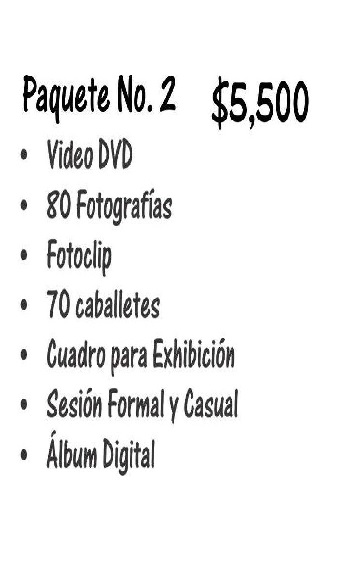 Paquete No. 2 $5,500
• Video DVD
• 80 Fotografías
• Fotoclip
• 70 caballetes
• Cuadro para Exhibición
• Sesión Formal y Casual
• Álbum Digital